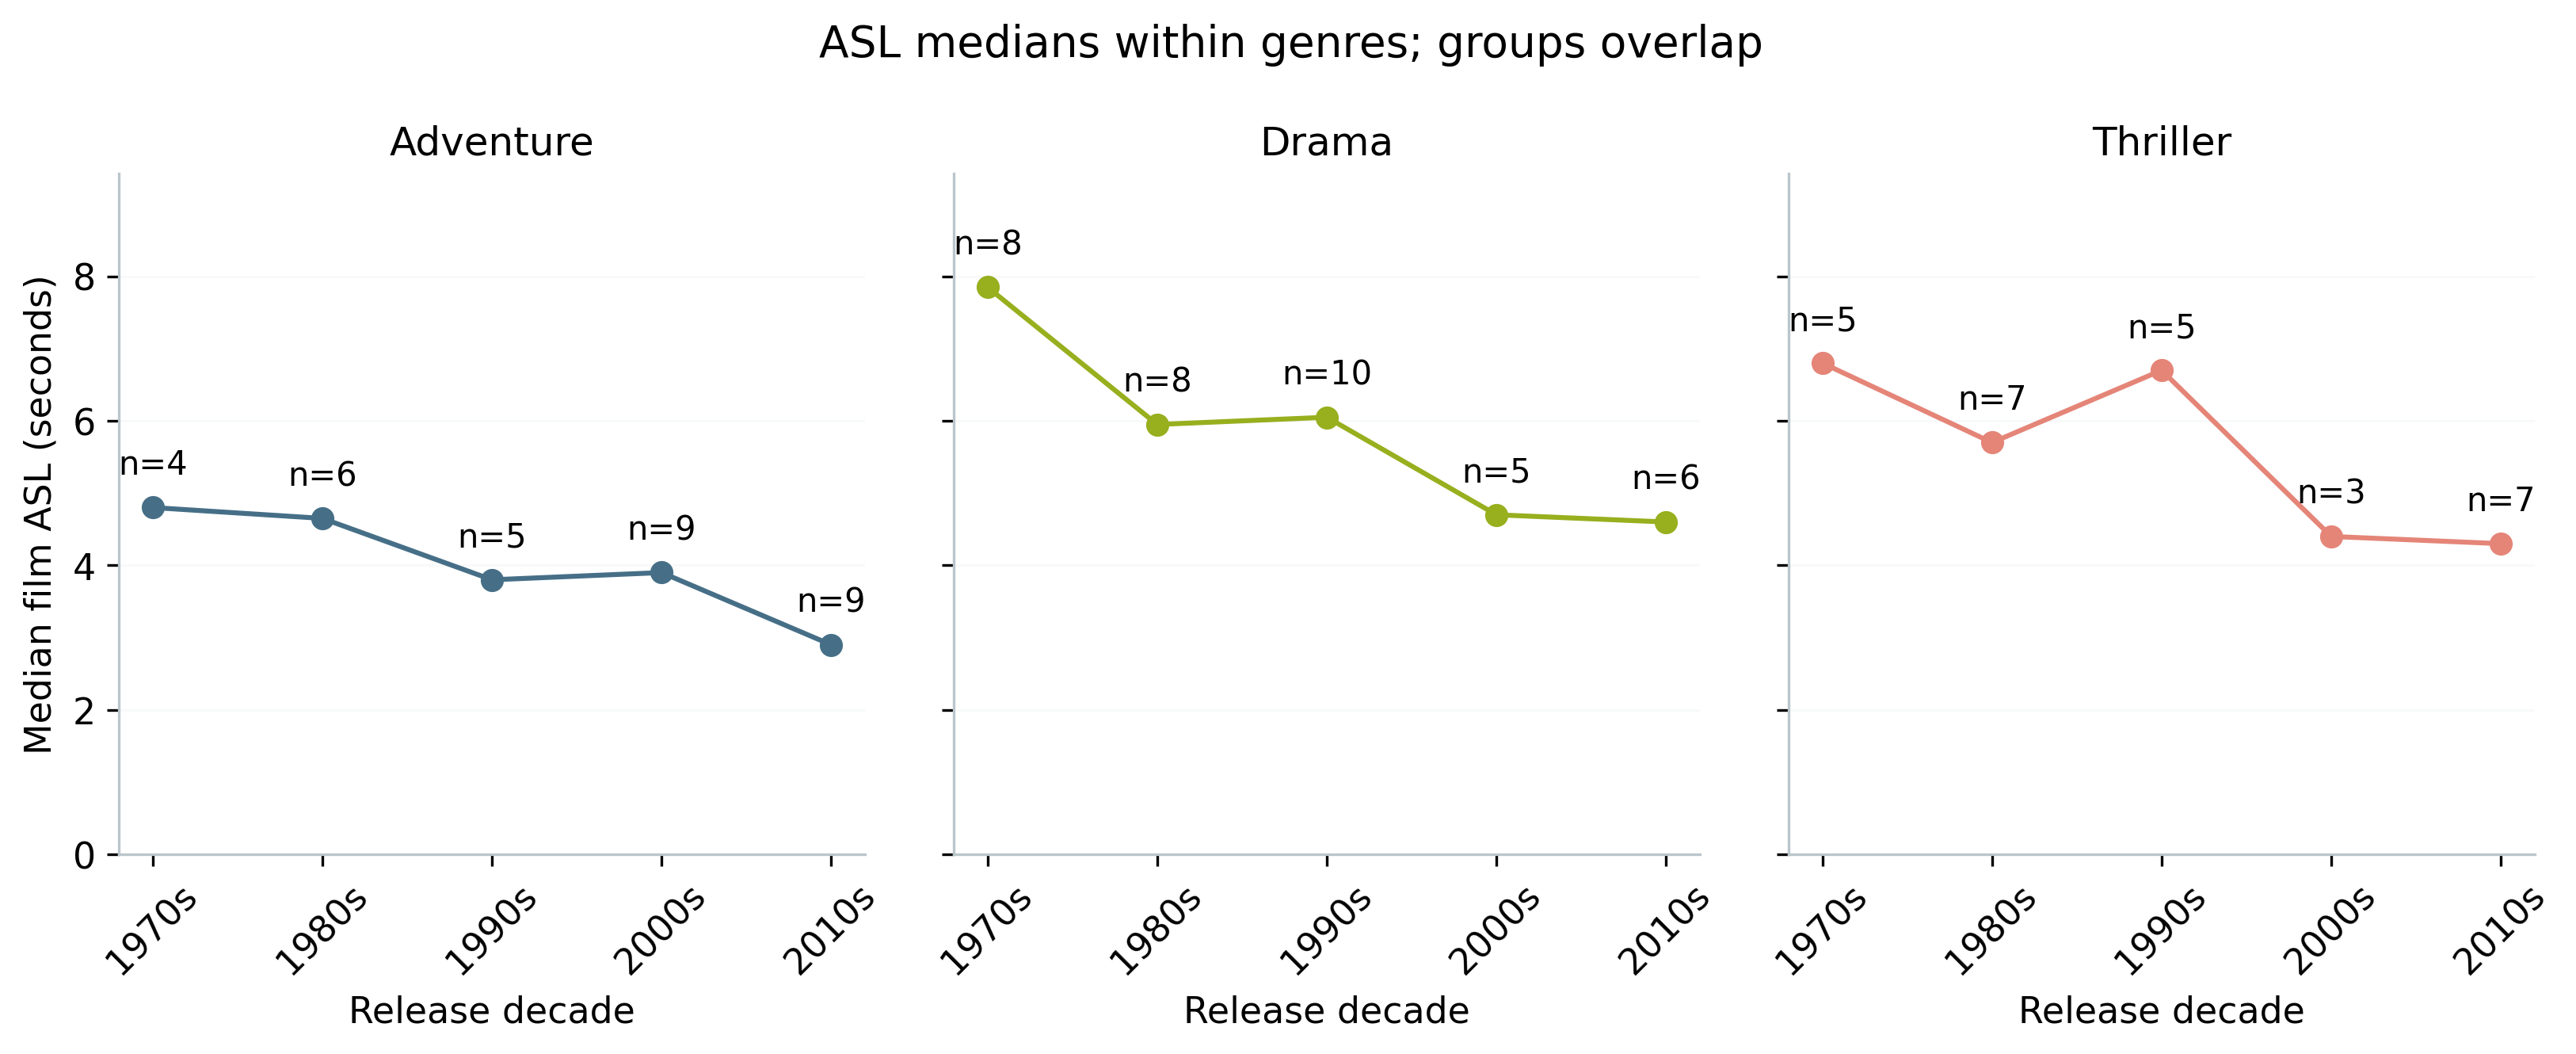 ASL medians within genres; groups overlap
Adventure
Drama
Thriller
Median film ASL (seconds)
8
6
4
2
0
n=4
n=6
n=5
n=9
n=9
1970s
1980s
1990s
2000s
2010s
Release decade
n=8
n=8
n=10
n=5
n=6
1970s
1980s
1990s
2000s
2010s
Release decade
n=5
n=7
n=5
n=3
n=7
1970s
1980s
1990s
2000s
2010s
Release decade